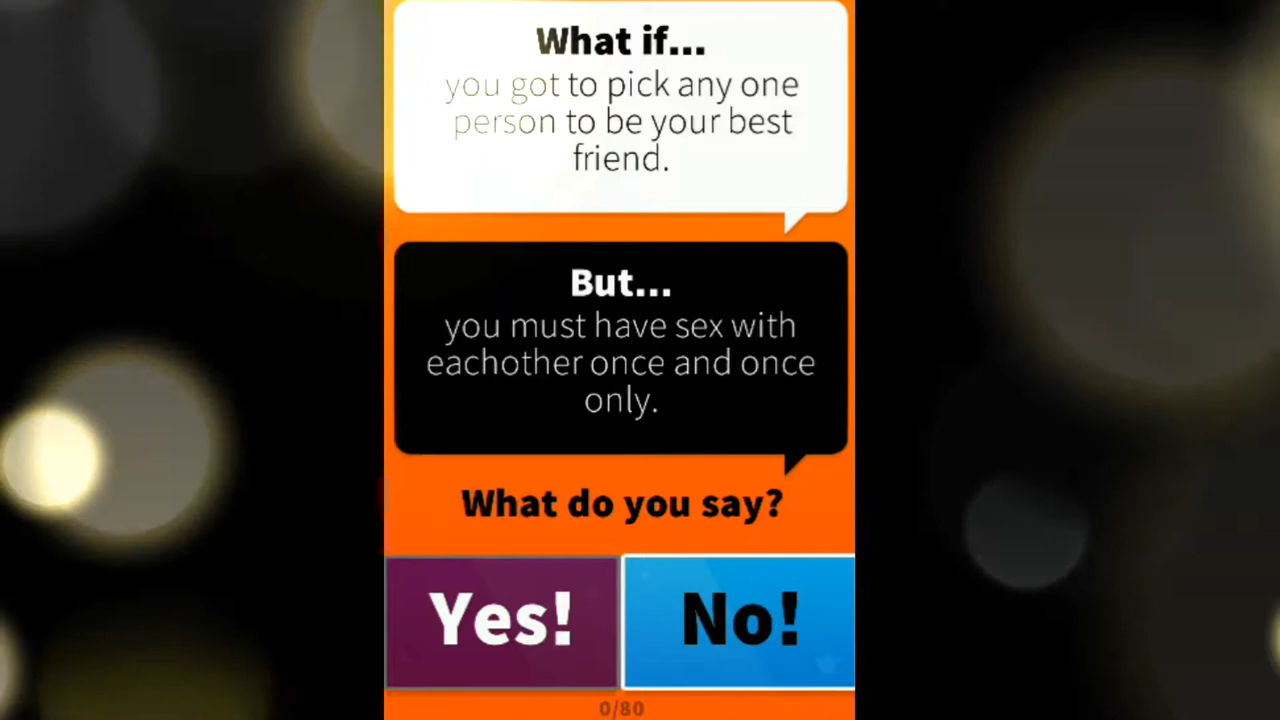 What if...
you got to pick any one
person to be your best
friend.
But...
you must have sex with
eachother once and once
only.
What do you say?
Yes!
No!
0/80